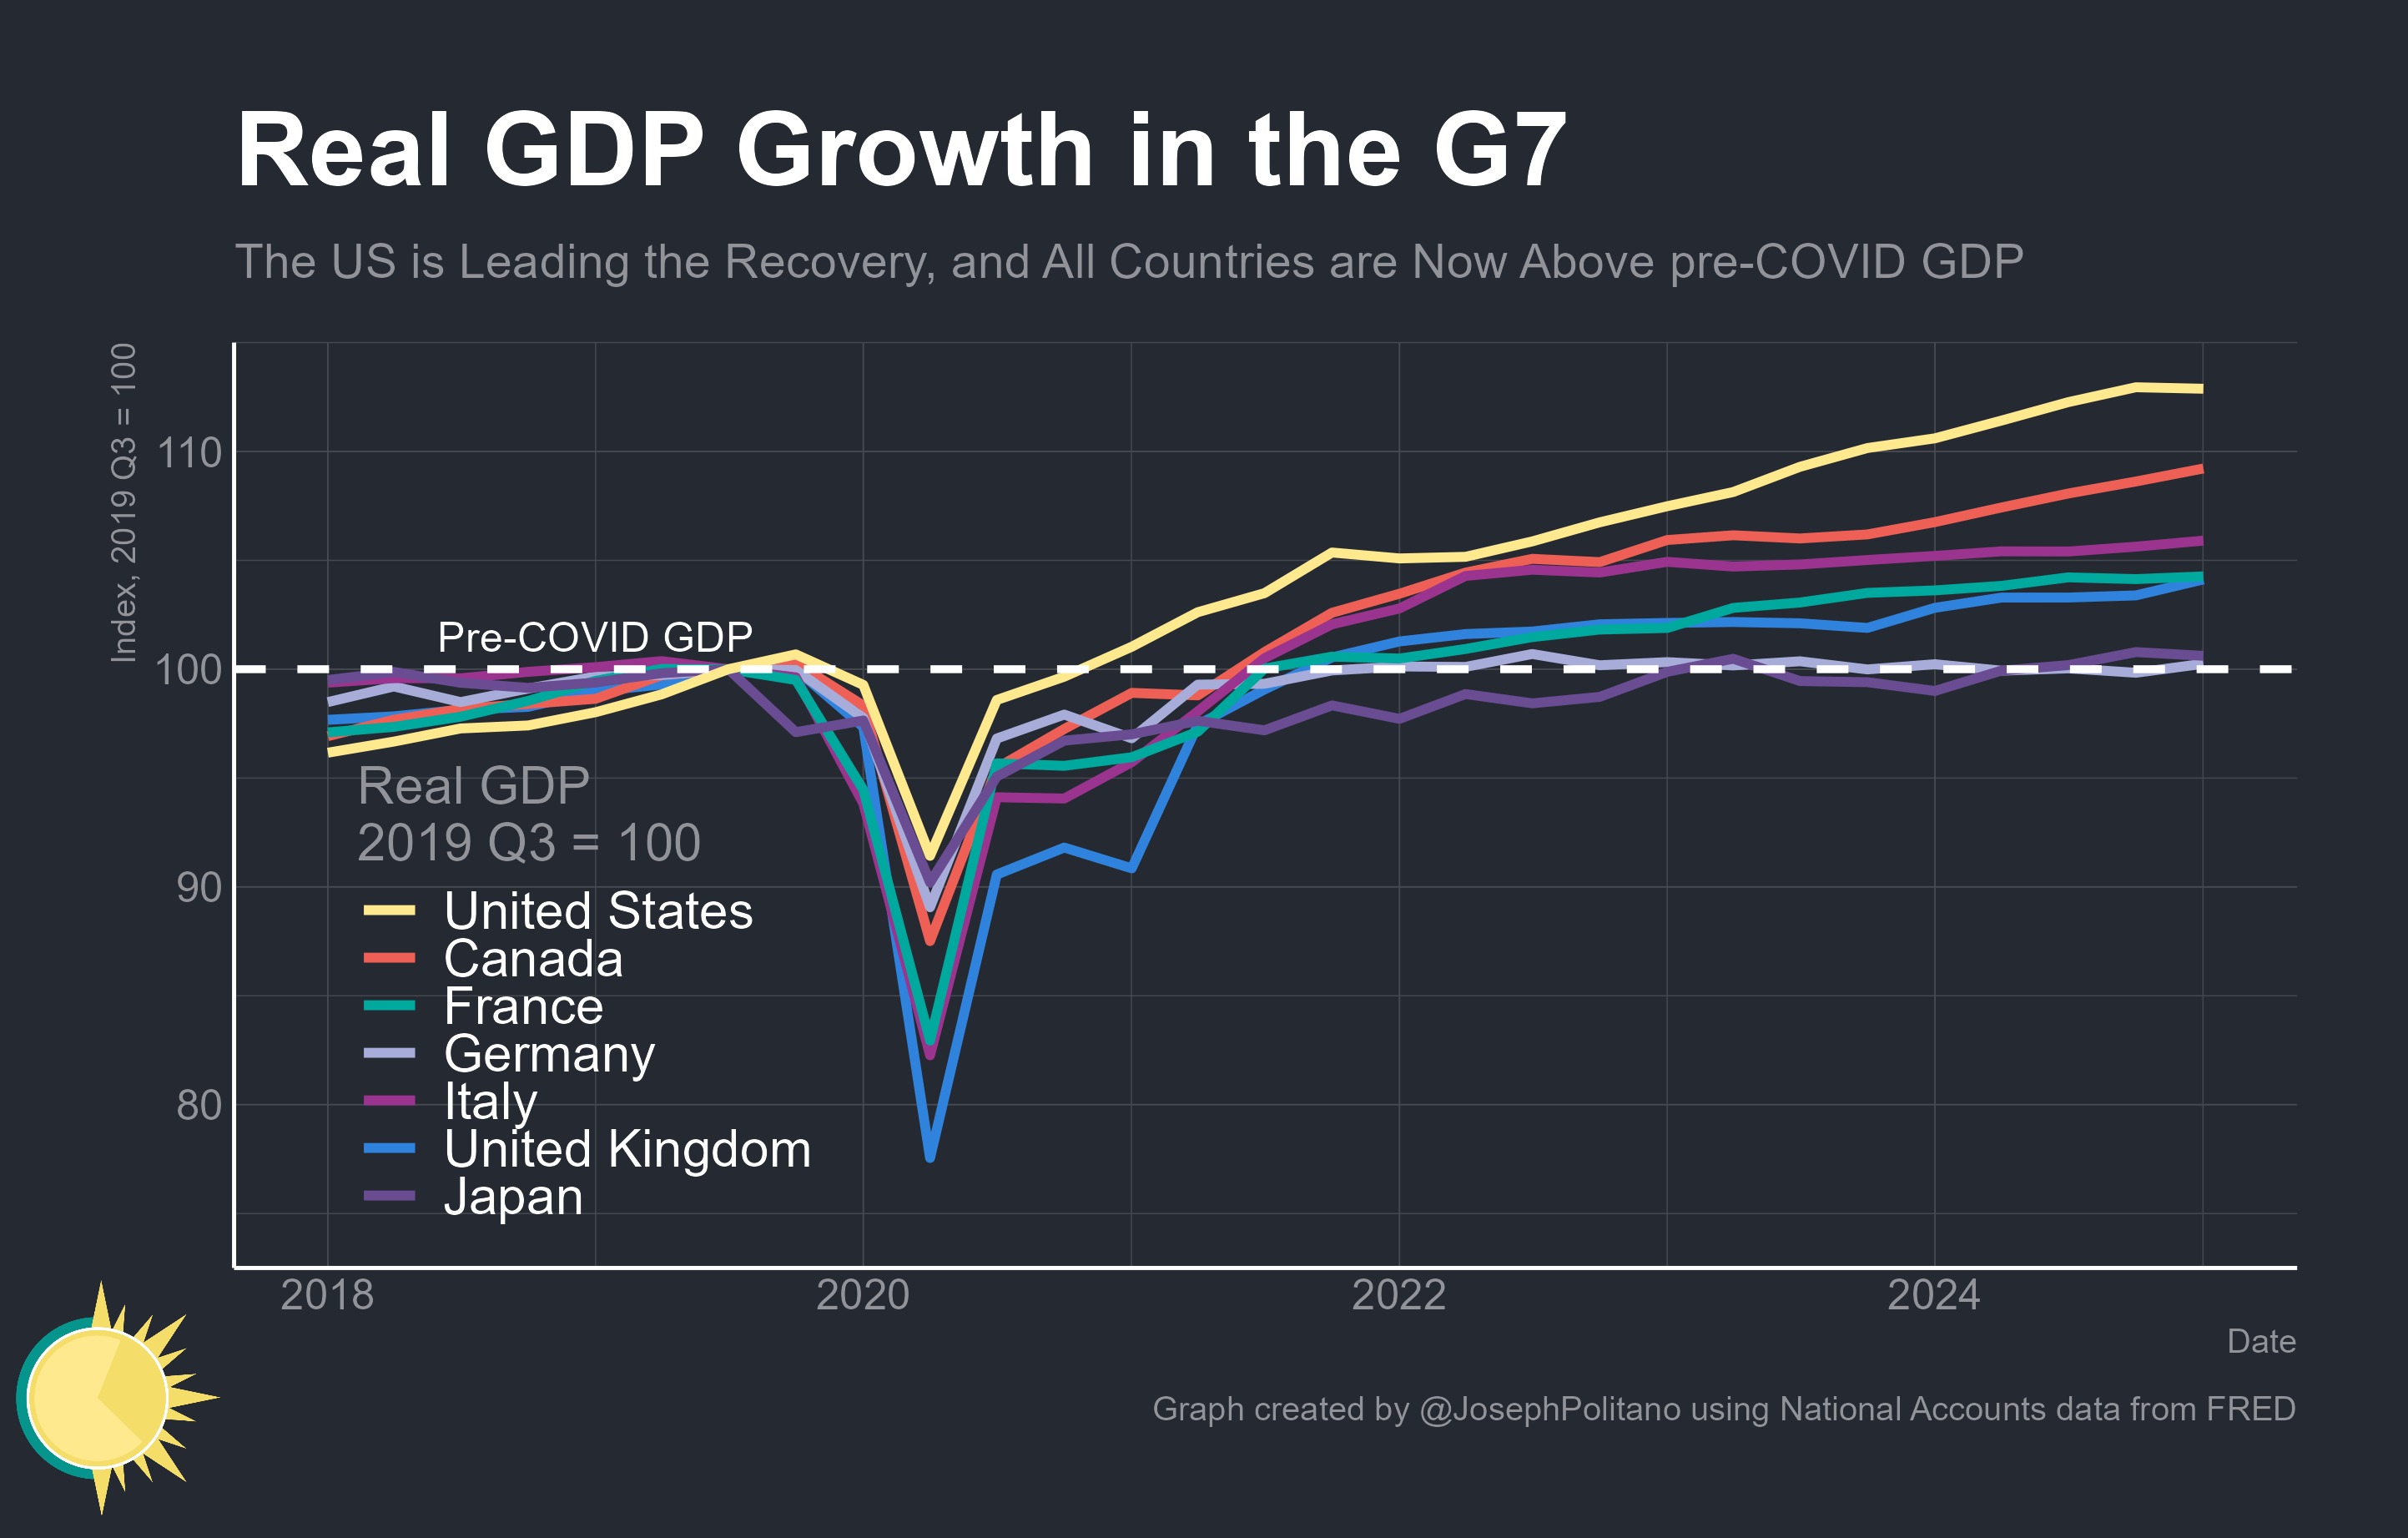 Real GDP Growth in the G7
The US is Leading the Recovery, and All Countries are Now Above pre-COVID GDP
Index, 2019 Q3 = 100
110
100
90
80
Pre-COVID GDP
Real GDP
2019 Q3 = 100
United States
Canada
France
Germany
Italy
United Kingdom
Japan
2018
2020
2022
2024
Date
Graph created by @JosephPolitano using National Accounts data from FRED